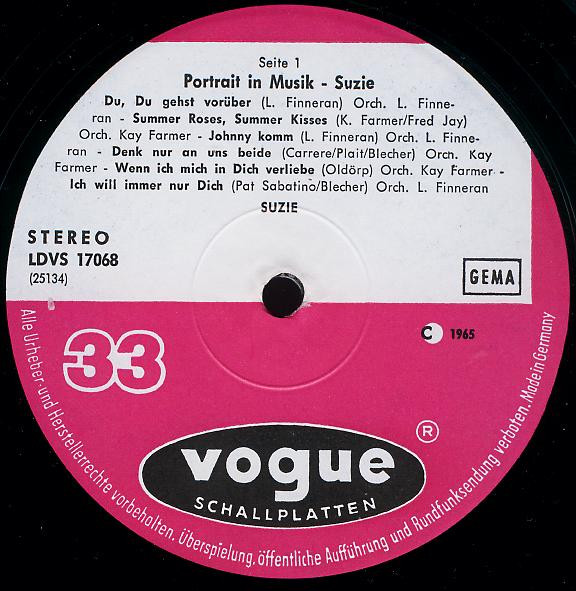 Seite 1
Portrait in Musik - Suzie
Du, Du gehst vorüber (L. Finneran) Orch. L. Finne-
ran - Summer Roses, Summer Kisses (K. Farmer/Fred Jay)
Orch. Kay Farmer - Johnny komm (L. Finneran) Orch. L. Finne-
ran - Denk nur an uns beide (Carrere/Plait/Blecher) Orch. Kay
Farmer - Wenn ich mich in Dich verliebe (Oldörp) Orch. Kay Farmer -
Ich will immer nur Dich (Pat Sabatino/Blecher) Orch. L. Finneran
SUZIE
STEREO
LDVS 17068
(25134)
GEMA
C 1965
33
vogue ®
SCHALLPLATTEN
Alle Urheber- und Herstellerrechte vorbehalten. Überspielung, öffentliche Aufführung und Rundfunksendung verboten. Made in Germany